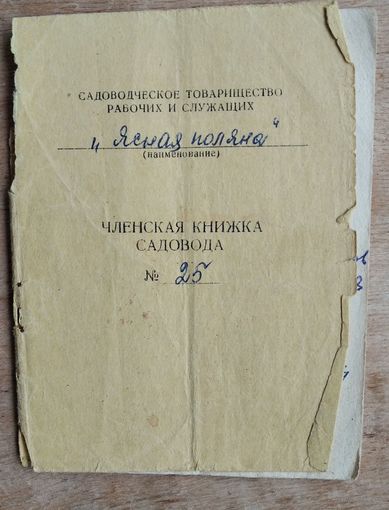 САДОВОДЧЕСКОЕ ТОВАРИЩЕСТВО
РАБОЧИХ И СЛУЖАЩИХ
„Ясная поляна“
(наименование)
ЧЛЕНСКАЯ КНИЖКА
САДОВОДА
№ 25